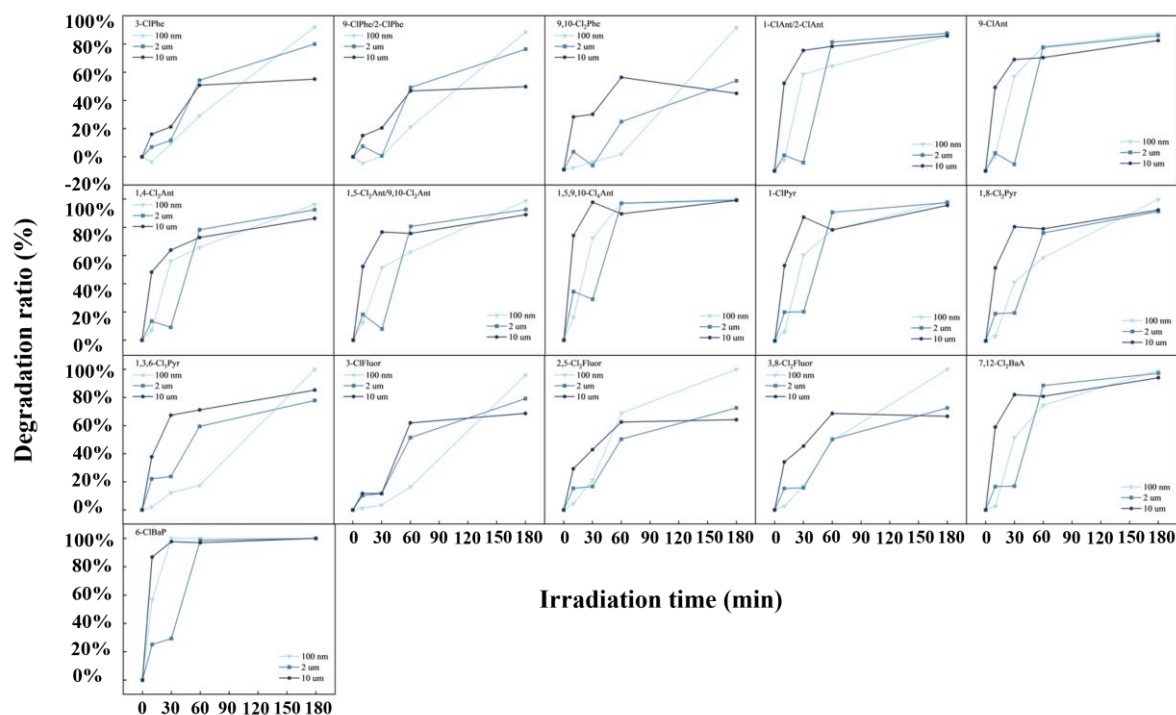 Degradation ratio (%)
100%
80%
60%
40%
20%
0%
-20%
3-ClPhe
100 nm
2 um
10 um
9-ClPhe/2-ClPhe
100 nm
2 um
10 um
9,10-Cl₂Phe
100 nm
2 um
10 um
1-ClAnt/2-ClAnt
100 nm
2 um
10 um
9-ClAnt
100 nm
2 um
10 um
100%
80%
60%
40%
20%
0%
1,4-Cl₂Ant
100 nm
2 um
10 um
1,5-Cl₂Ant/9,10-Cl₂Ant
100 nm
2 um
10 um
1,5,9,10-Cl₄Ant
100 nm
2 um
10 um
1-ClPyr
100 nm
2 um
10 um
1,8-Cl₂Pyr
100 nm
2 um
10 um
100%
80%
60%
40%
20%
0%
1,3,6-Cl₃Pyr
100 nm
2 um
10 um
3-ClFluor
100 nm
2 um
10 um
2,5-Cl₂Fluor
100 nm
2 um
10 um
3,8-Cl₂Fluor
100 nm
2 um
10 um
7,12-Cl₂BaA
100 nm
2 um
10 um
100%
80%
60%
40%
20%
0%
6-ClBaP
100 nm
2 um
10 um
0 30 60 90 120 150 180
0 30 60 90 120 150 180
0 30 60 90 120 150 180
0 30 60 90 120 150 180
0 30 60 90 120 150 180
Irradiation time (min)